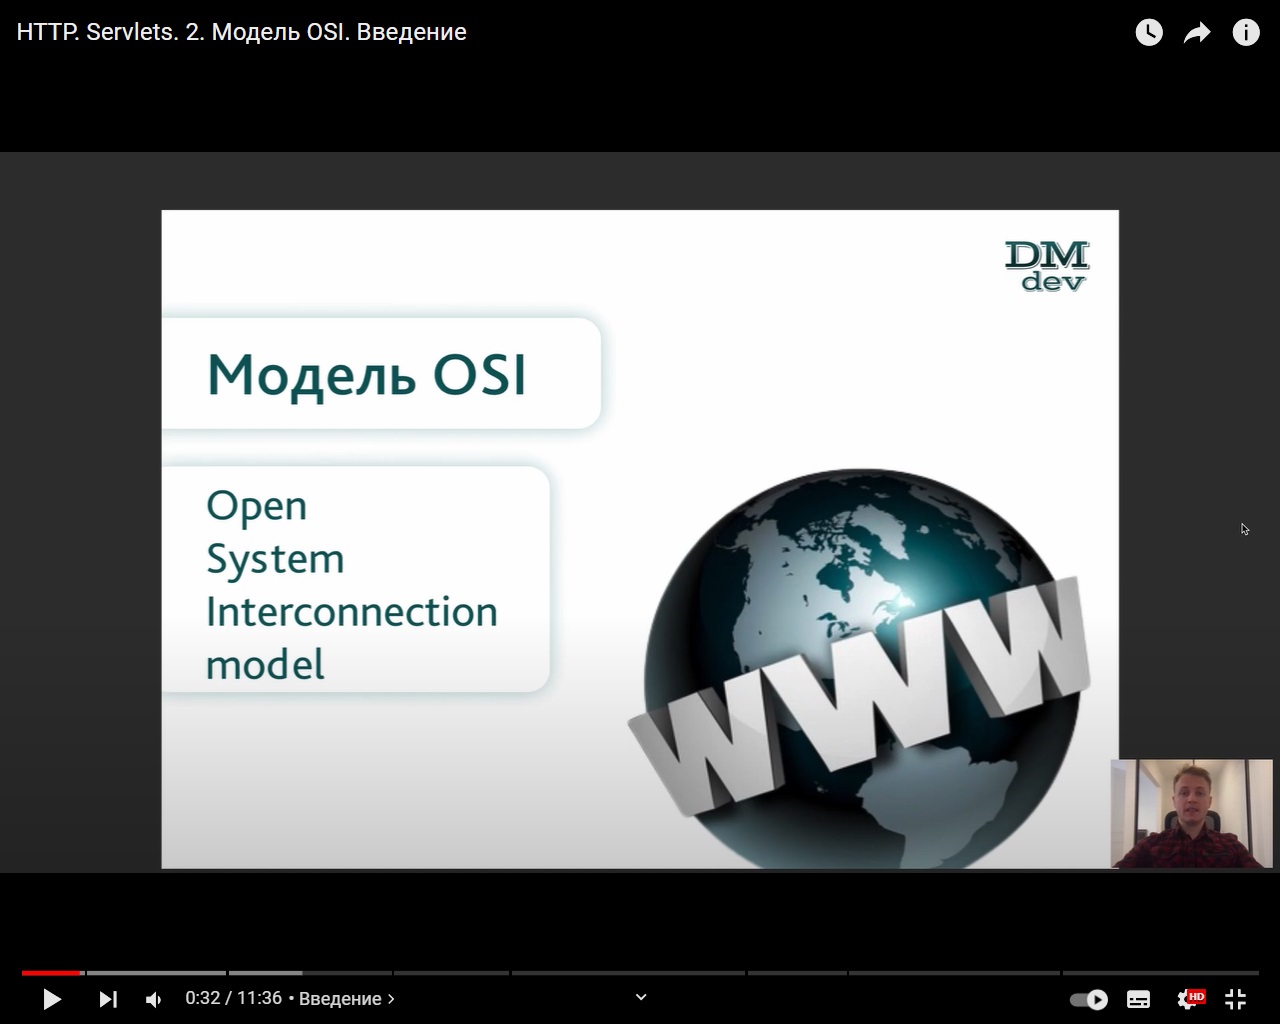 HTTP. Servlets. 2. Модель OSI. Введение
DM
dev
Модель OSI
Open
System
Interconnection
model
WWW
0:32 / 11:36 • Введение
HD